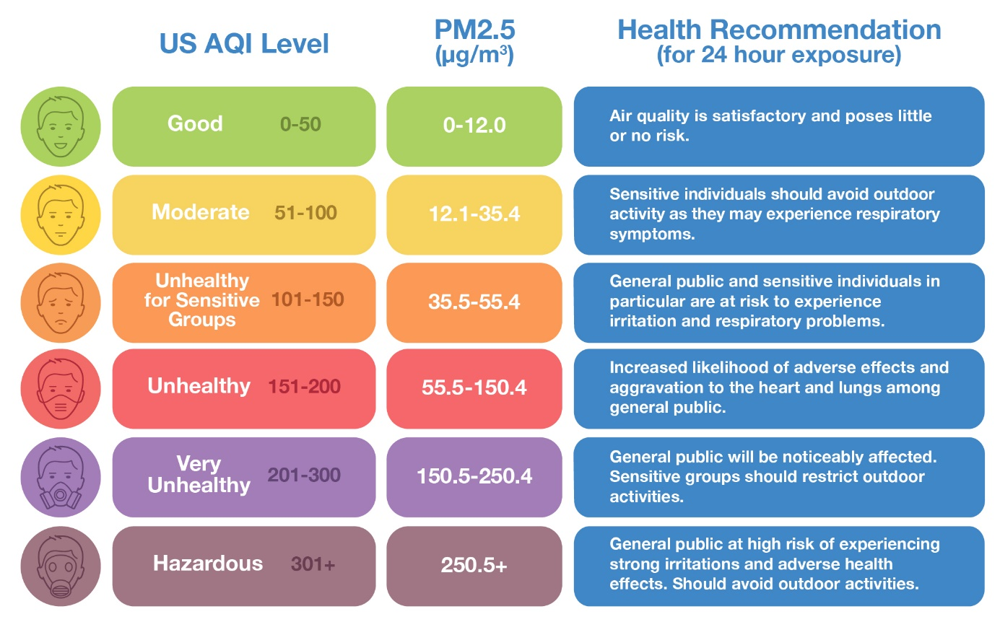 US AQI Level
PM2.5
(µg/m³)
Health Recommendation
(for 24 hour exposure)
Good
0-50
0-12.0
Air quality is satisfactory and poses little
or no risk.
Moderate
51-100
12.1-35.4
Sensitive individuals should avoid outdoor
activity as they may experience respiratory
symptoms.
Unhealthy
for Sensitive
Groups
101-150
35.5-55.4
General public and sensitive individuals in
particular are at risk to experience
irritation and respiratory problems.
Unhealthy
151-200
55.5-150.4
Increased likelihood of adverse effects and
aggravation to the heart and lungs among
general public.
Very
Unhealthy
201-300
150.5-250.4
General public will be noticeably affected.
Sensitive groups should restrict outdoor
activities.
Hazardous
301+
250.5+
General public at high risk of experiencing
strong irritations and adverse health
effects. Should avoid outdoor activities.